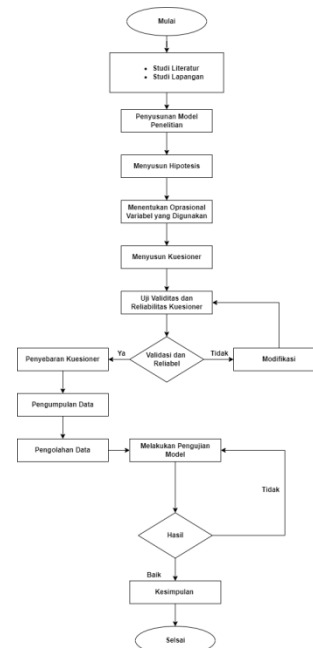 Mulai
• Studi Literatur
• Studi Lapangan
Penyusunan Model
Penelitian
Menyusun Hipotesis
Menentukan Oprasional
Variabel yang Digunakan
Menyusun Kuesioner
Uji Validitas dan
Reliabilitas Kuesioner
Validasi dan
Reliabel
Ya
Tidak
Penyebaran Kuesioner
Modifikasi
Pengumpulan Data
Pengolahan Data
Melakukan Pengujian
Model
Tidak
Hasil
Baik
Kesimpulan
Selsai